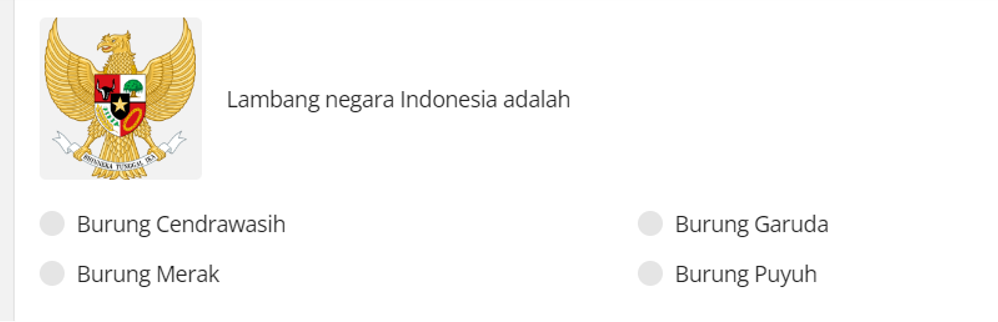 BHINNEKA TUNGGAL IKA
Lambang negara Indonesia adalah
Burung Cendrawasih
Burung Garuda
Burung Merak
Burung Puyuh